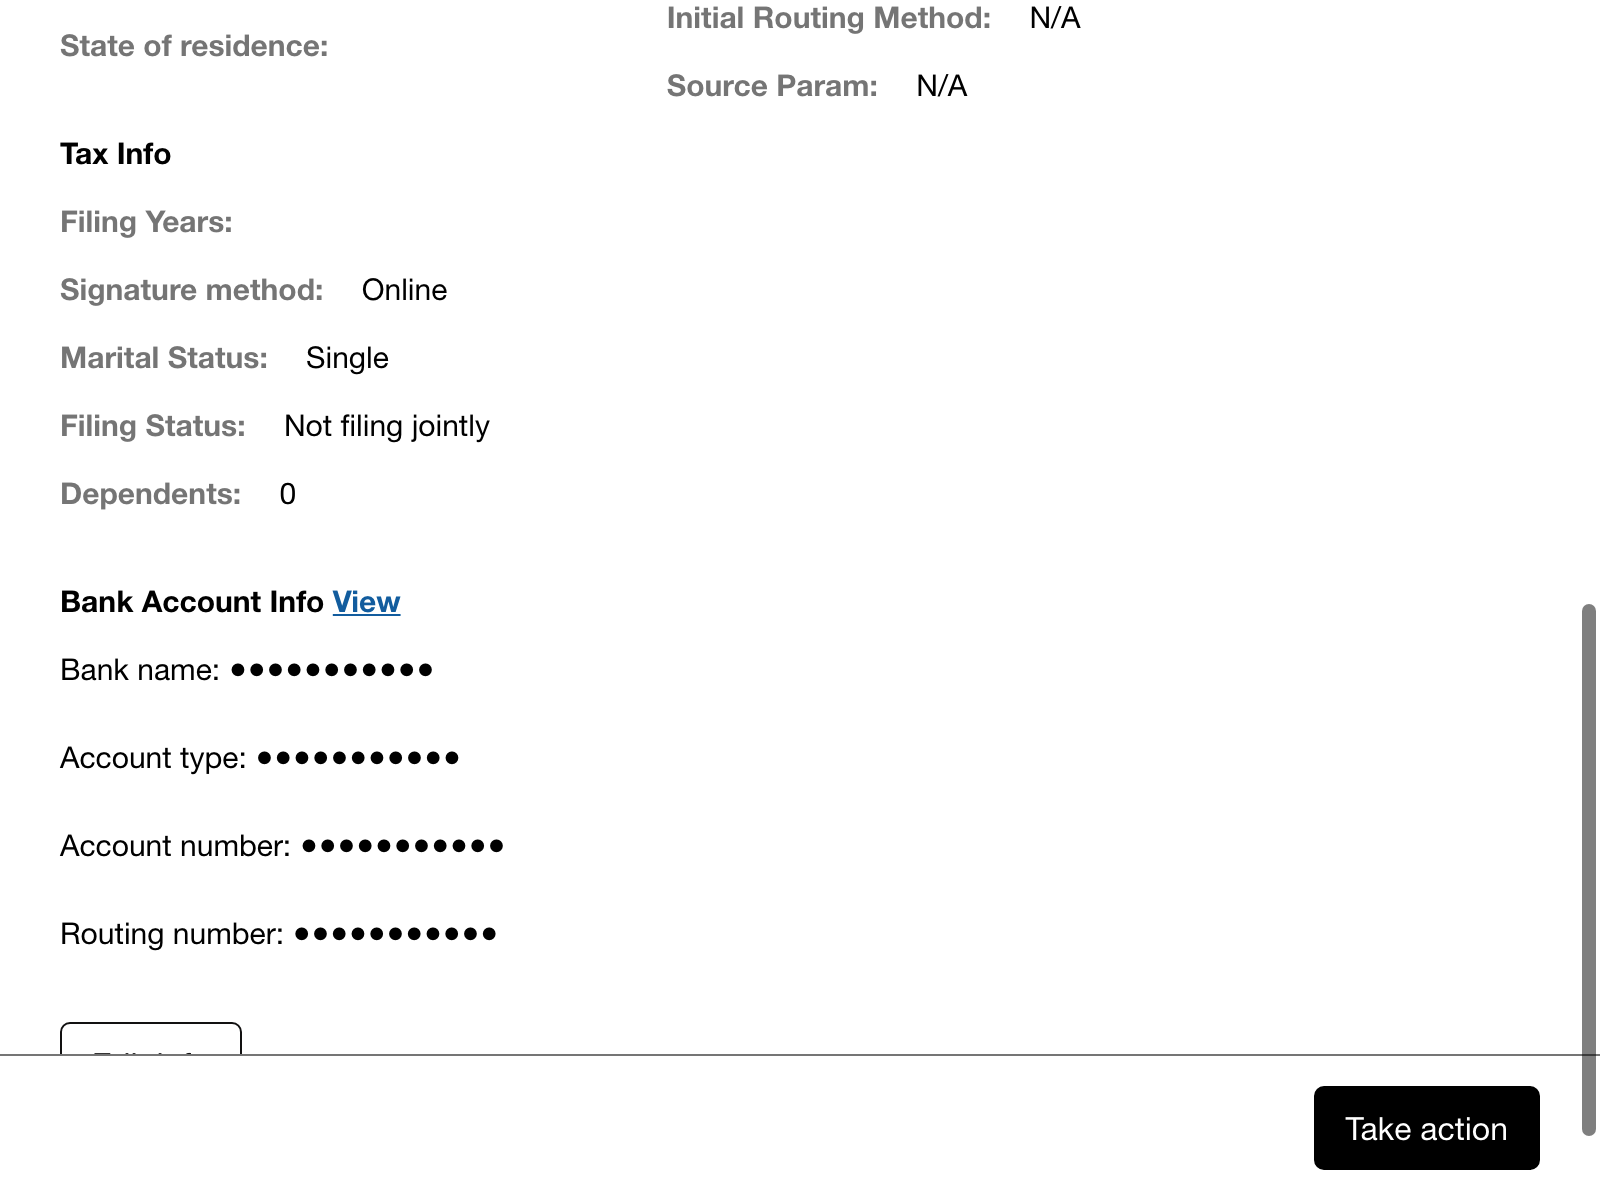 State of residence:
Initial Routing Method: N/A
Source Param: N/A
Tax Info
Filing Years:
Signature method: Online
Marital Status: Single
Filing Status: Not filing jointly
Dependents: 0
Bank Account Info View
Bank name: •••••••••••
Account type: •••••••••••
Account number: •••••••••••
Routing number: •••••••••••
Take action